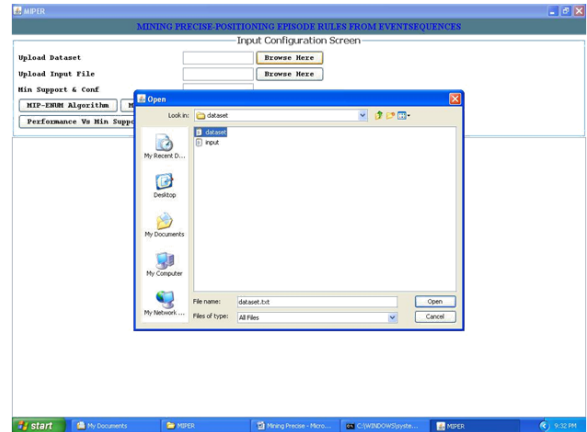 MIPER
MINING PRECISE-POSITIONING EPISODE RULES FROM EVENTSEQUENCES
Input Configuration Screen
Upload Dataset
Browse Here
Upload Input File
Browse Here
Min Support & Conf
MIP-ENUM Algorithm
Performance Vs Min Suppo
Open
Look in:
dataset
dataset
input
My Recent D...
Desktop
My Documents
My Computer
My Network ...
File name:
dataset.txt
Open
Files of type:
All Files
Cancel
start
My Documents
MIPER
Mining Precise - Micro...
C:\WINDOWS\syste...
MIPER
9:32 PM